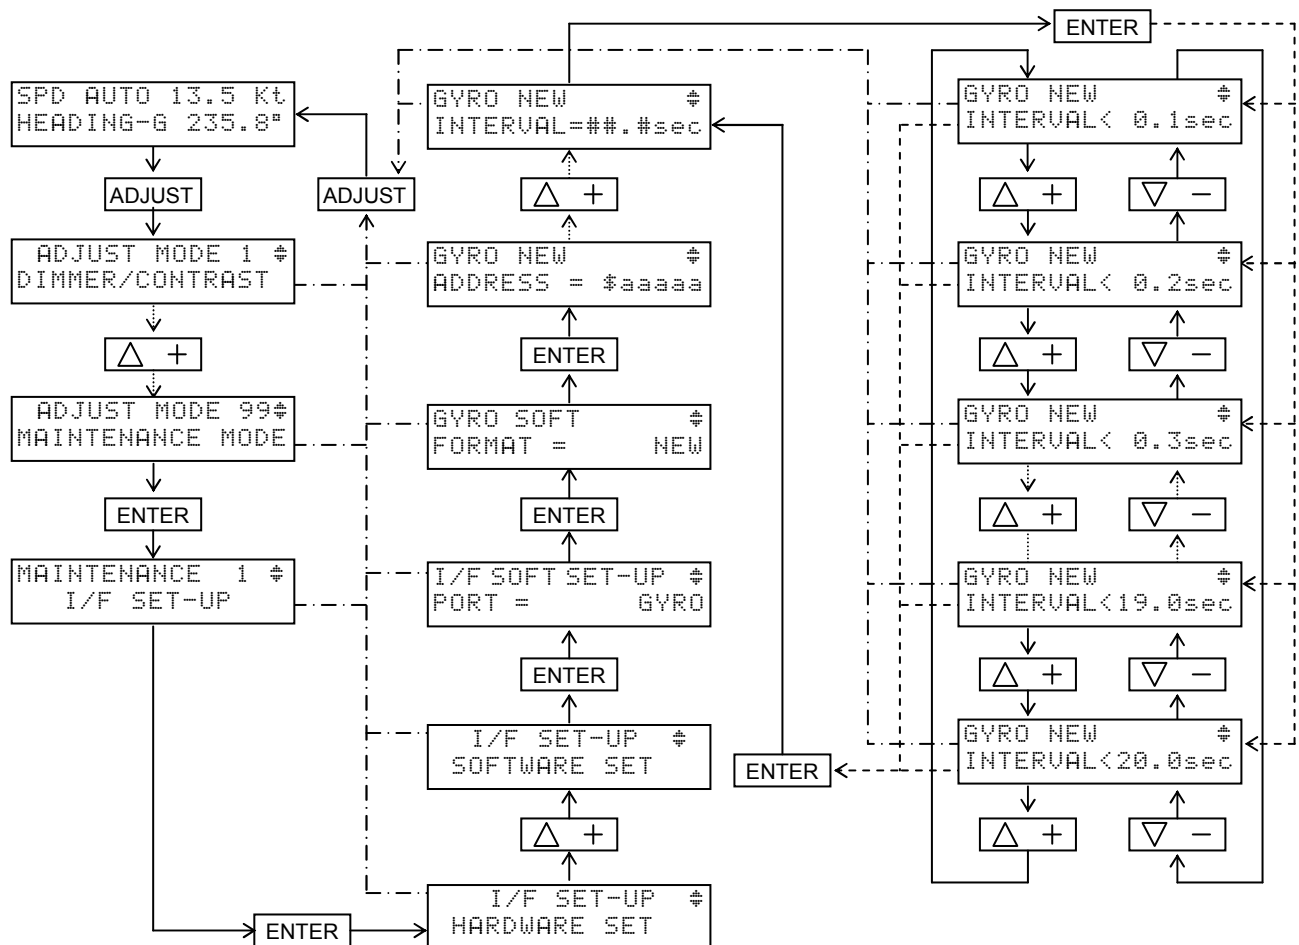 SPD AUTO 13.5 Kt
HEADING-G 235.8°
ADJUST
ADJUST MODE 1
DIMMER/CONTRAST
△ +
ADJUST MODE 99
MAINTENANCE MODE
ENTER
MAINTENANCE 1
I/F SET-UP
ENTER
ADJUST
GYRO NEW
INTERVAL=##.#sec
△ +
GYRO NEW
ADDRESS = $aaaaa
ENTER
GYRO SOFT
FORMAT = NEW
ENTER
I/F SOFT SET-UP
PORT = GYRO
ENTER
I/F SET-UP
SOFTWARE SET
△ +
I/F SET-UP
HARDWARE SET
ENTER
ENTER
GYRO NEW
INTERVAL< 0.1sec
△ + ▽ −
GYRO NEW
INTERVAL< 0.2sec
△ + ▽ −
GYRO NEW
INTERVAL< 0.3sec
△ + ▽ −
GYRO NEW
INTERVAL<19.0sec
△ + ▽ −
GYRO NEW
INTERVAL<20.0sec
△ + ▽ −